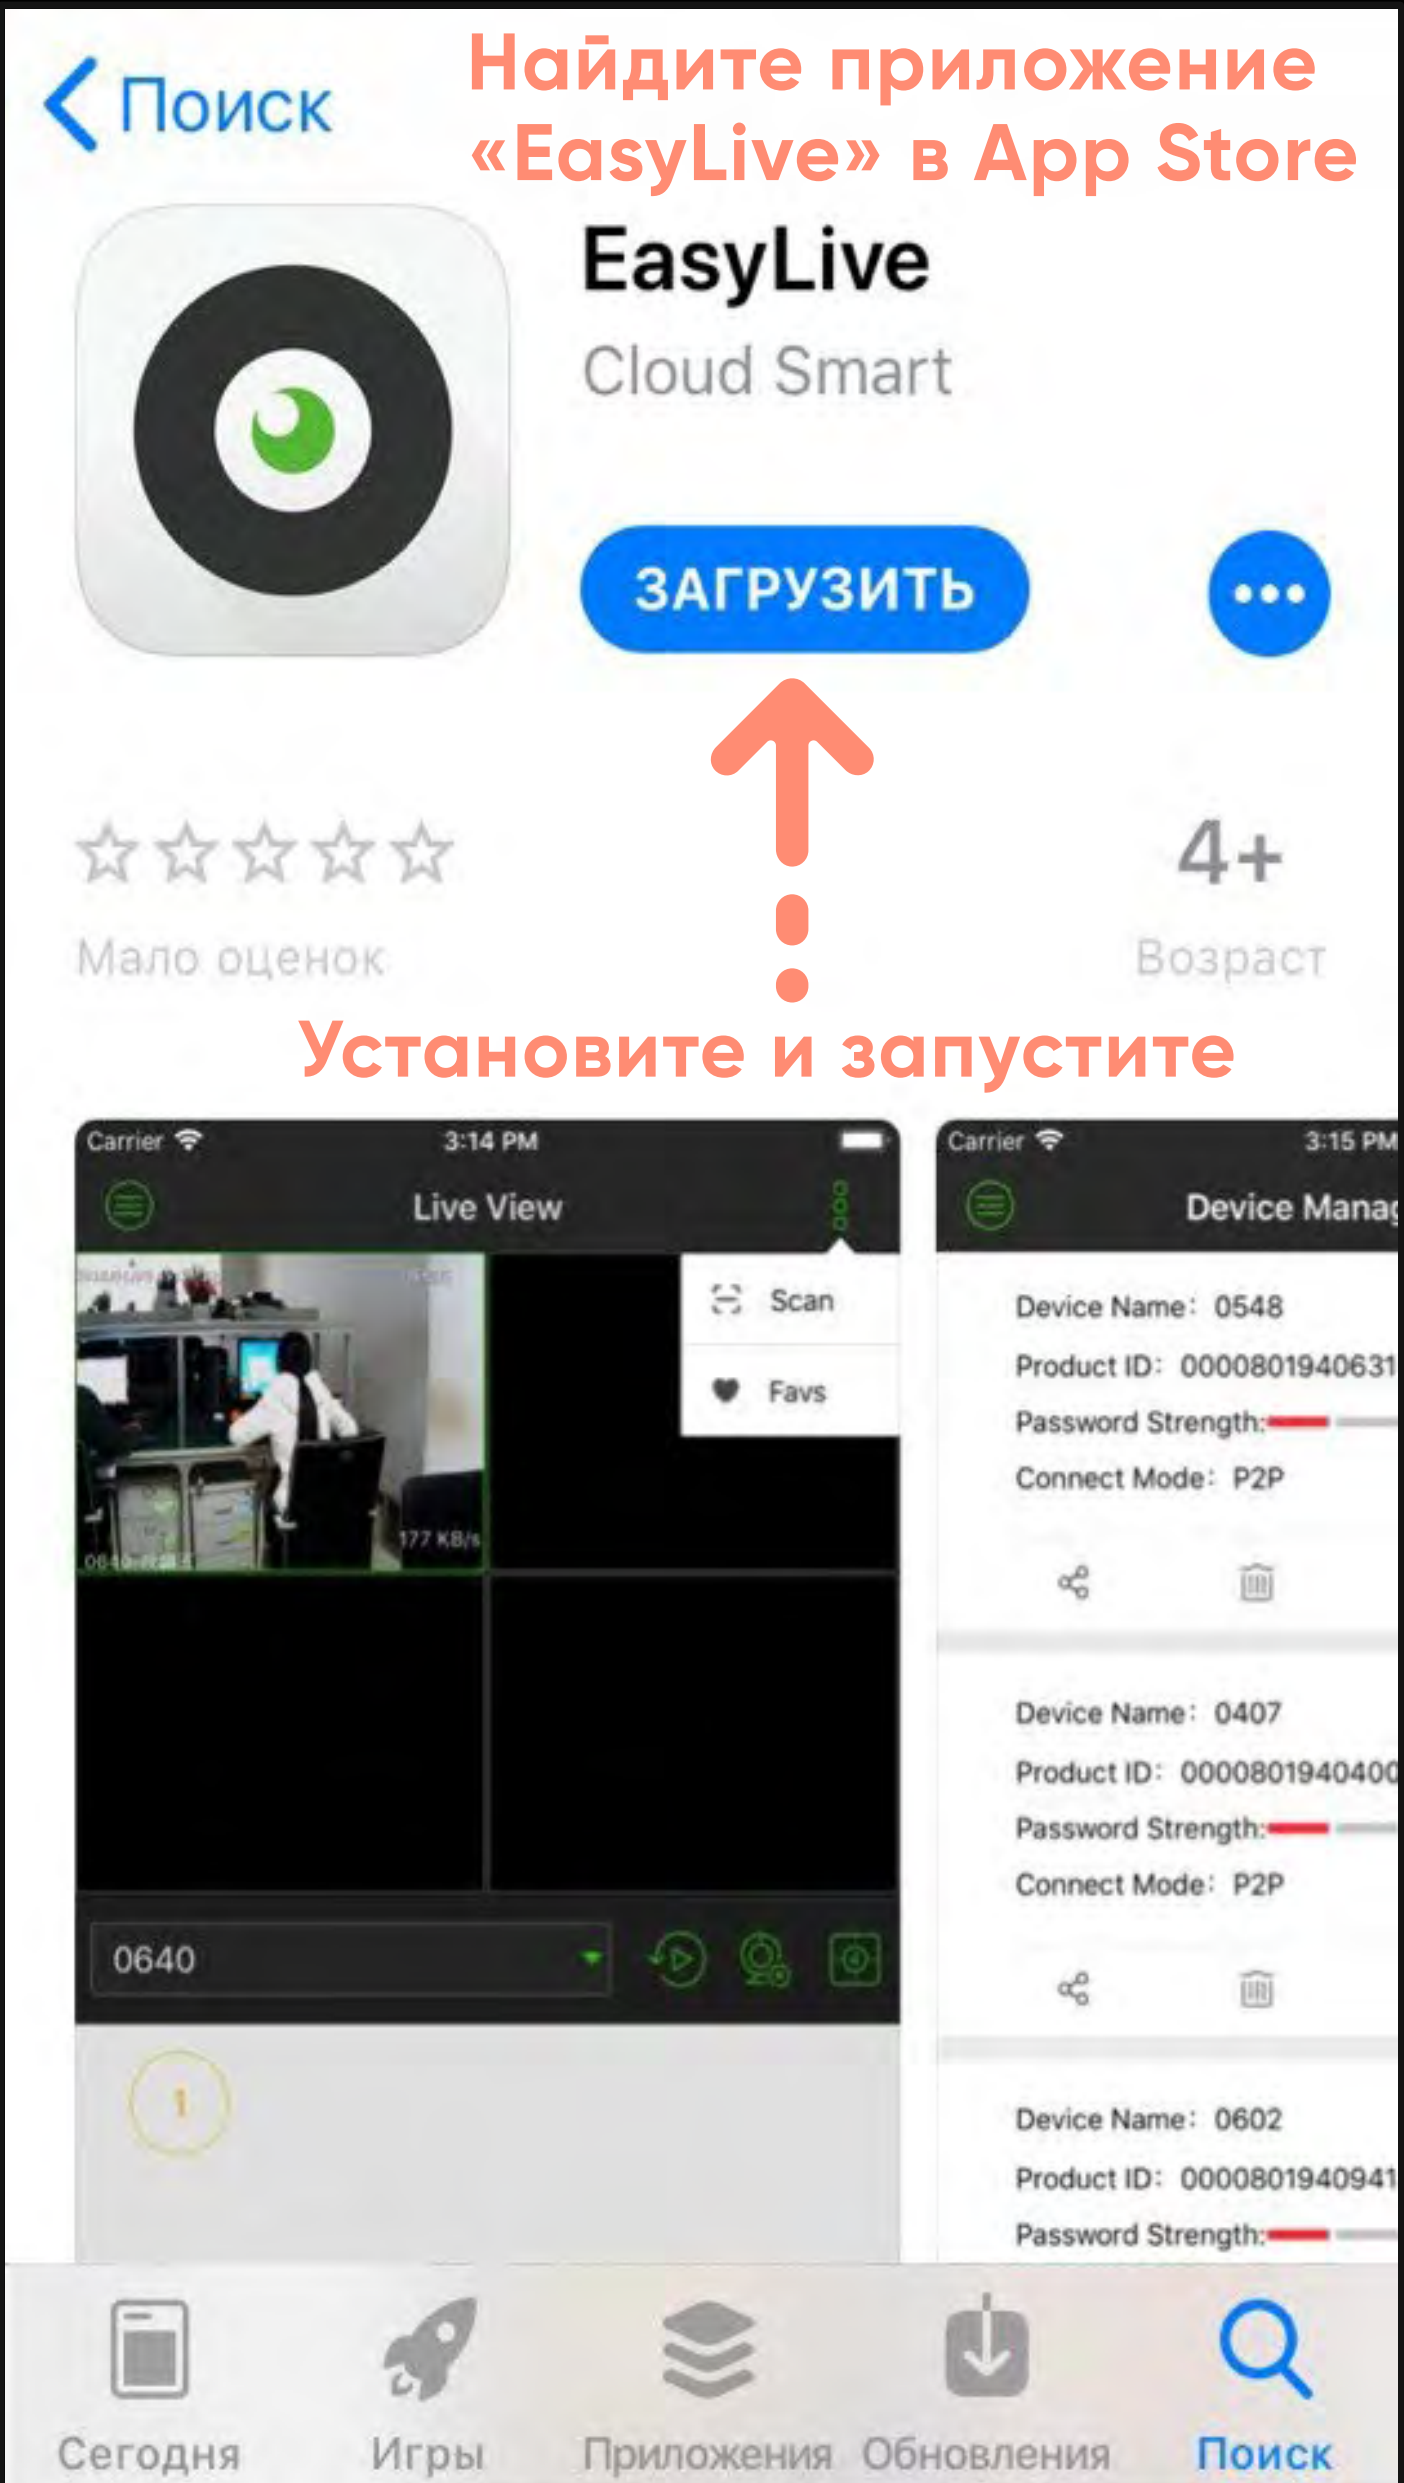 Поиск
Найдите приложение
«EasyLive» в App Store
EasyLive
Cloud Smart
ЗАГРУЗИТЬ
4+
Мало оценок
Возраст
Установите и запустите
Carrier
3:14 PM
Live View
Scan
Favs
177 KB/s
0640
1
Carrier
3:15 PM
Device Manag
Device Name: 0548
Product ID: 0000801940631
Password Strength:
Connect Mode: P2P
Device Name: 0407
Product ID: 0000801940400
Password Strength:
Connect Mode: P2P
Device Name: 0602
Product ID: 0000801940941
Password Strength:
Сегодня
Игры
Приложения
Обновления
Поиск